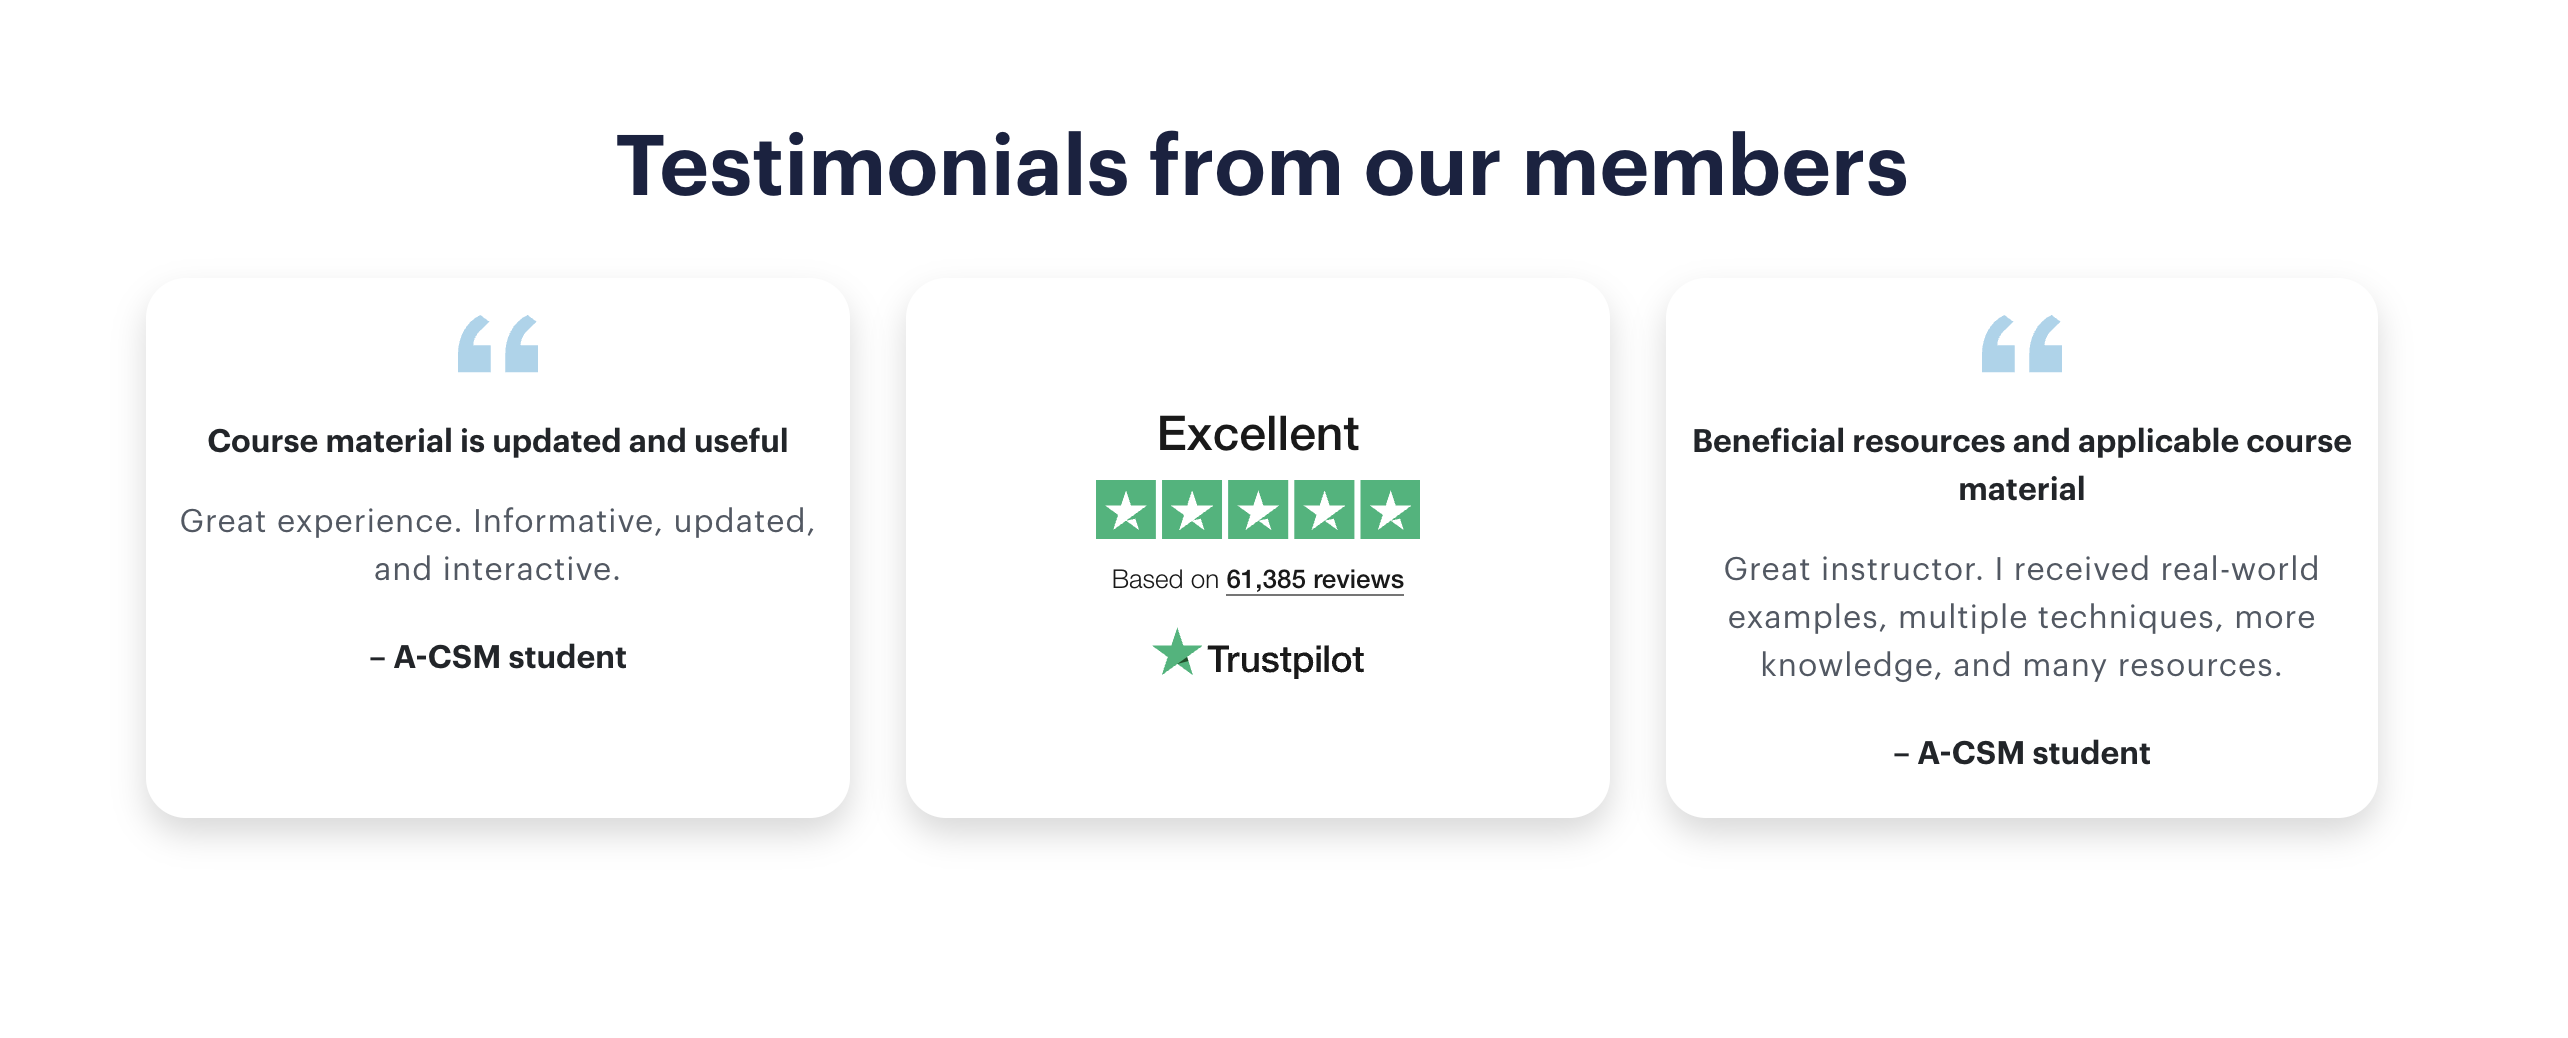 Testimonials from our members
Course material is updated and useful
Great experience. Informative, updated,
and interactive.
– A-CSM student
Excellent
Based on 61,385 reviews
Trustpilot
Beneficial resources and applicable course
material
Great instructor. I received real-world
examples, multiple techniques, more
knowledge, and many resources.
– A-CSM student